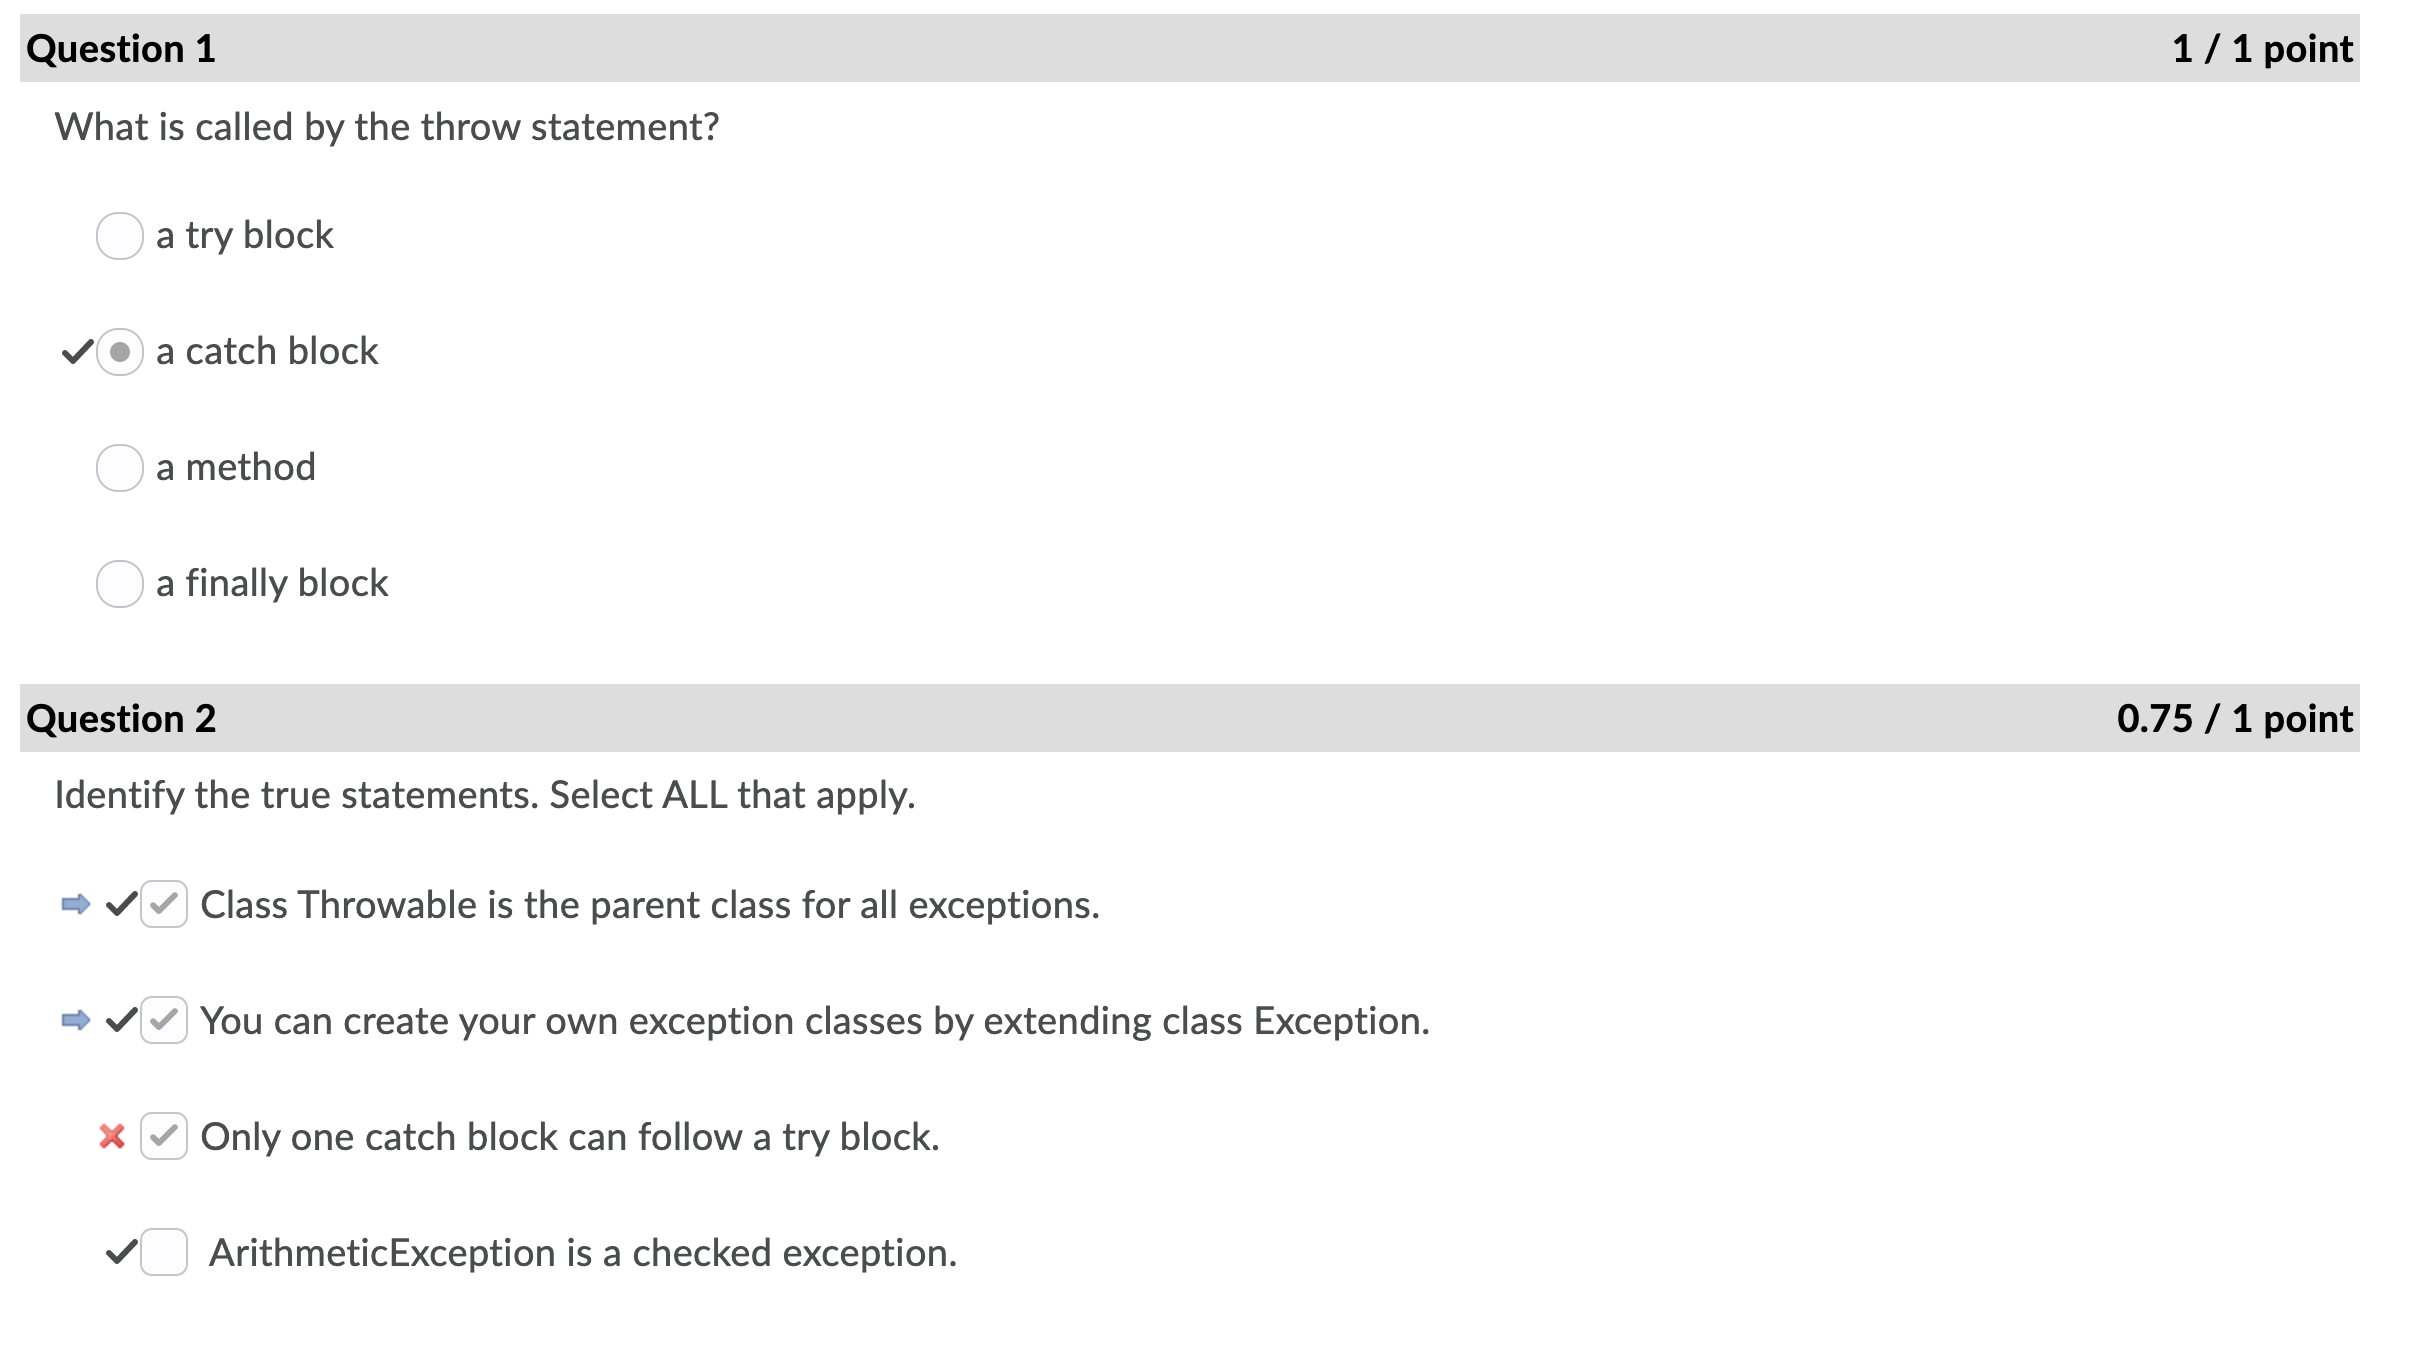 Question 1 1 / 1 point
What is called by the throw statement?
a try block
a catch block
a method
a finally block
Question 2 0.75 / 1 point
Identify the true statements. Select ALL that apply.
Class Throwable is the parent class for all exceptions.
You can create your own exception classes by extending class Exception.
Only one catch block can follow a try block.
ArithmeticException is a checked exception.